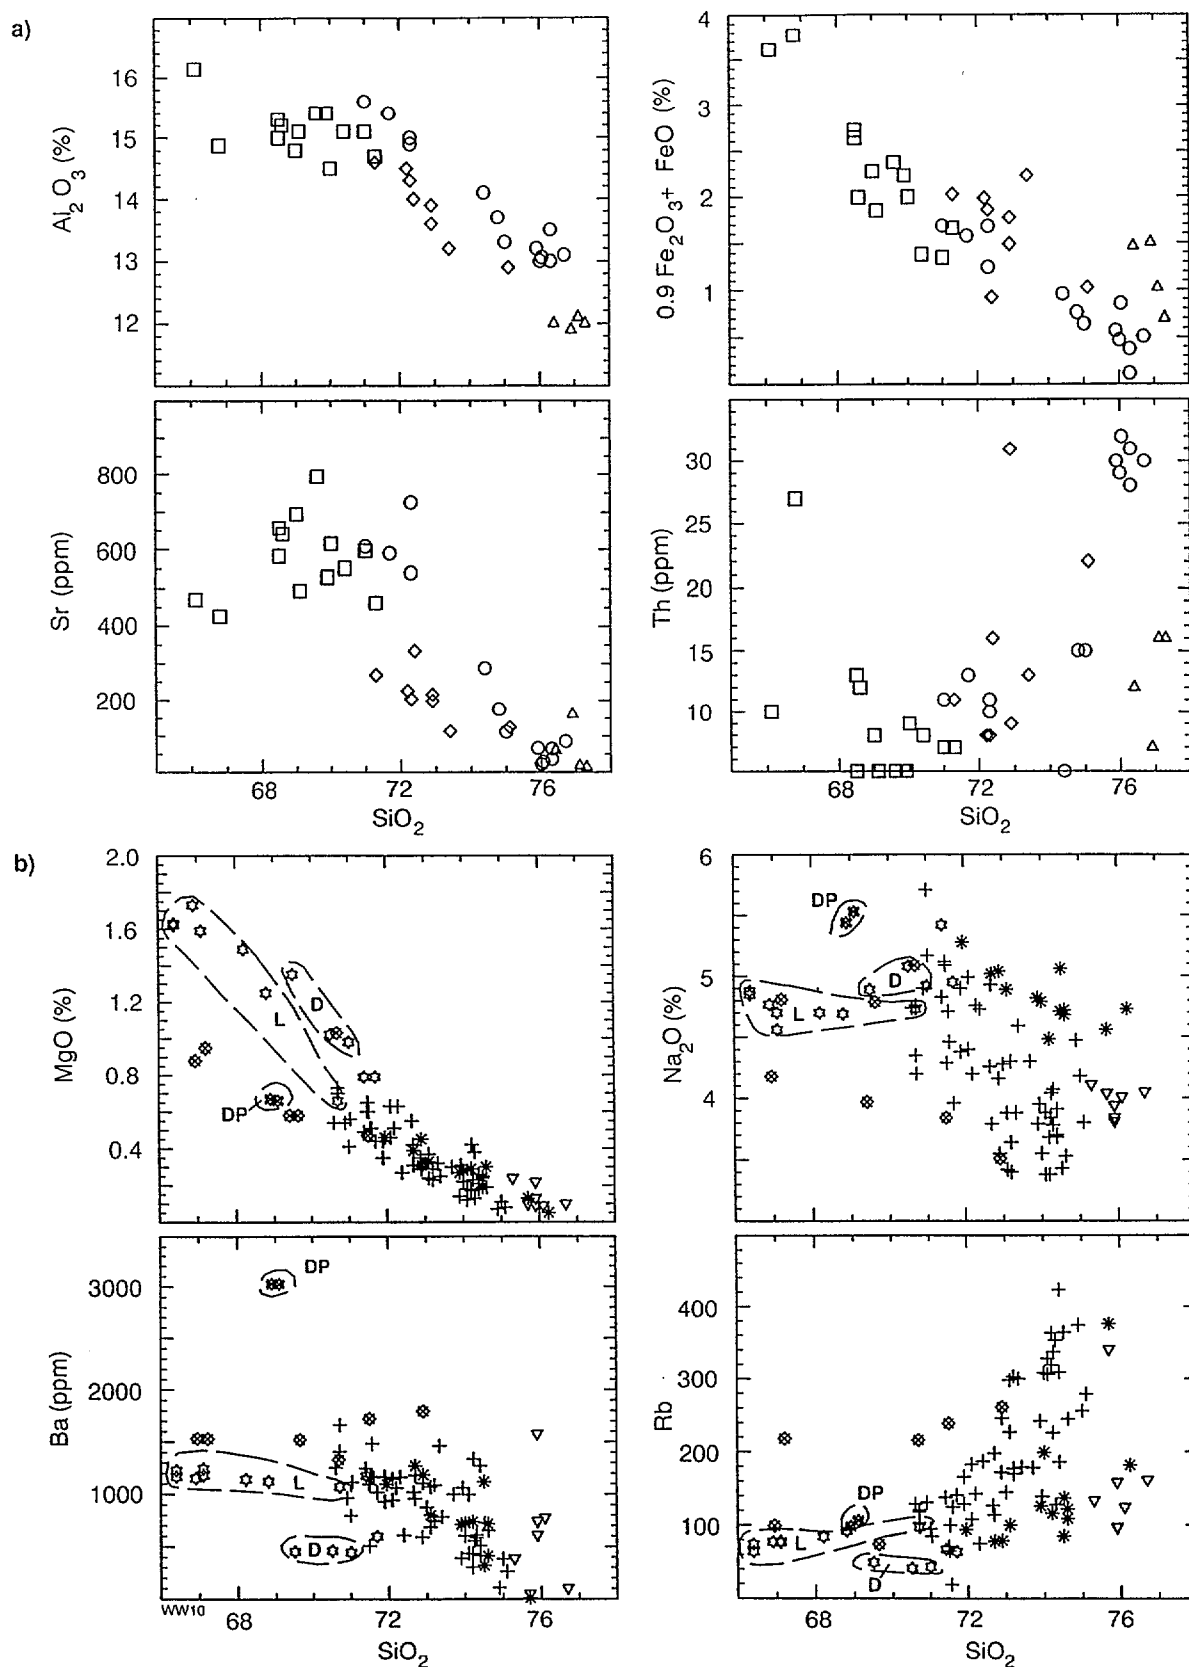 a)
Al2O3 (%)
16
15
14
13
12
0.9 Fe2O3+ FeO (%)
4
3
2
1
Sr (ppm)
800
600
400
200
68
72
76
SiO2
Th (ppm)
30
25
20
15
10
68
72
76
SiO2
b)
MgO (%)
2.0
1.6
1.2
0.8
0.4
D
L
DP
Na2O (%)
6
5
4
DP
D
L
Ba (ppm)
3000
2000
1000
DP
L
D
WW10
68
72
76
SiO2
Rb
400
300
200
100
DP
L
D
68
72
76
SiO2